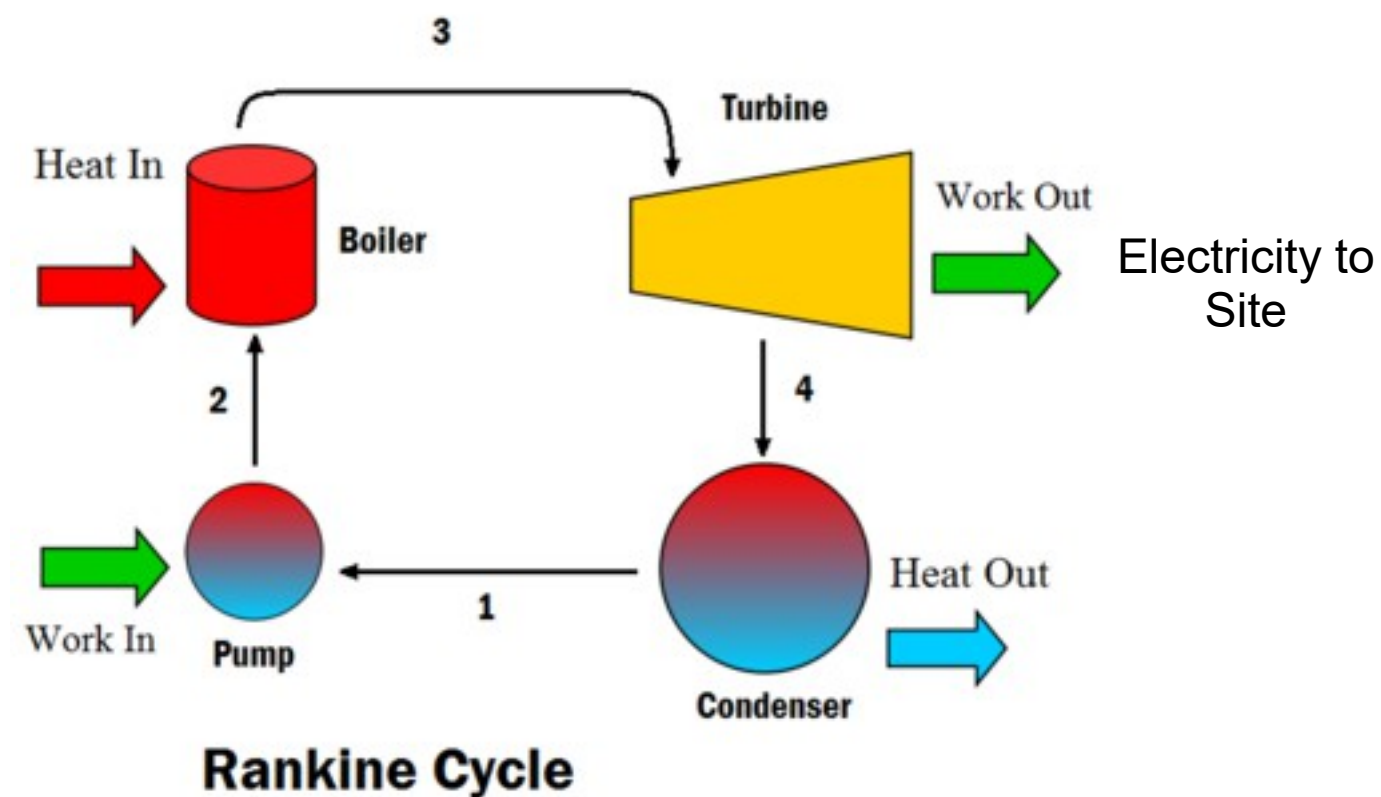 3
Turbine
Heat In
Work Out
Boiler
Electricity to
Site
2
4
Heat Out
1
Work In
Pump
Condenser
Rankine Cycle